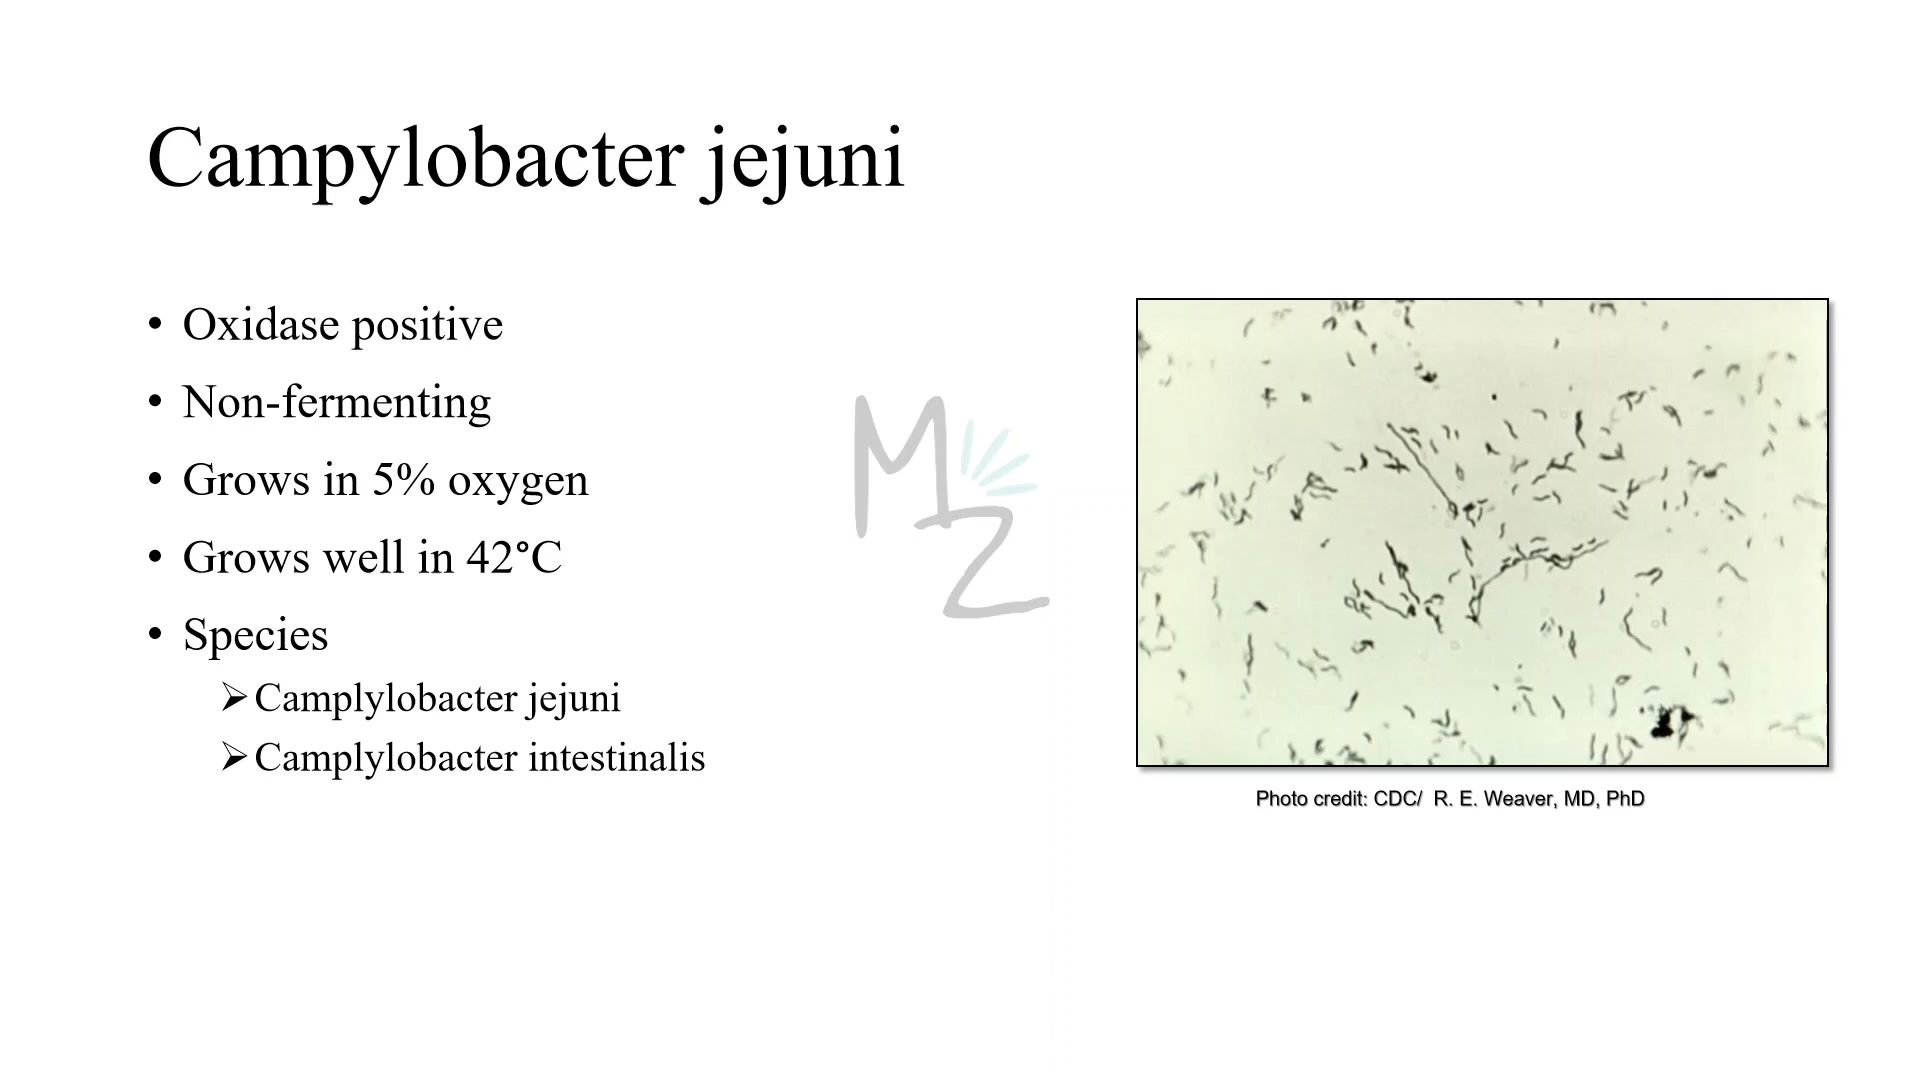 Campylobacter jejuni
• Oxidase positive
• Non-fermenting
• Grows in 5% oxygen
• Grows well in 42°C
• Species
➢ Camplylobacter jejuni
➢ Camplylobacter intestinalis
MZ
Photo credit: CDC/ R. E. Weaver, MD, PhD